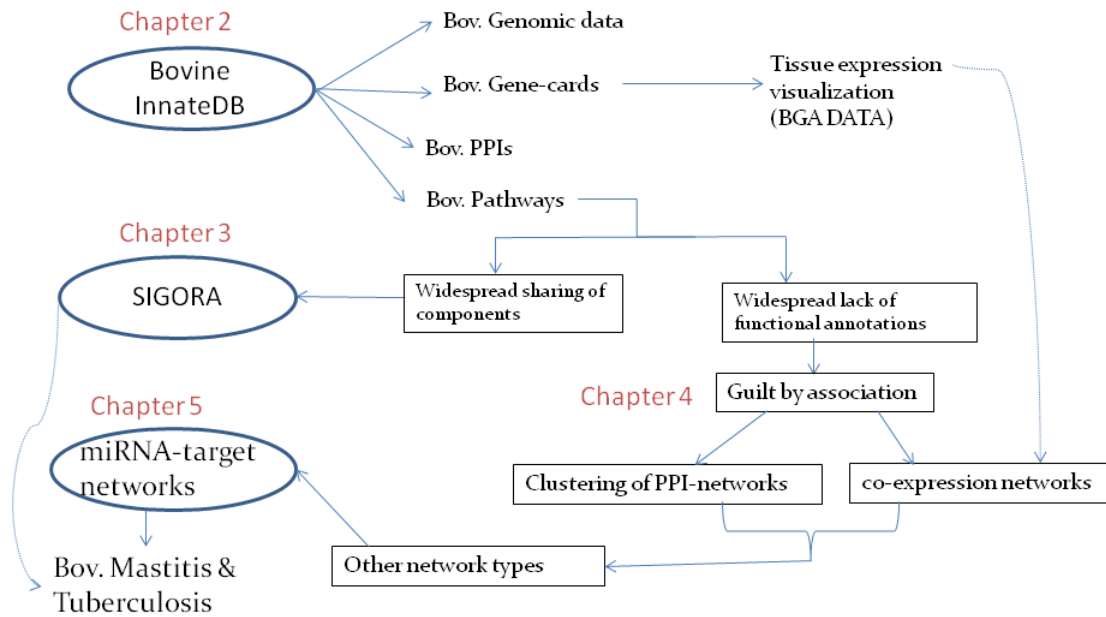 Chapter 2
Bovine
InnateDB
Bov. Genomic data
Bov. Gene-cards
Tissue expression
visualization
(BGA DATA)
Bov. PPIs
Bov. Pathways
Chapter 3
SIGORA
Widespread sharing of
components
Widespread lack of
functional annotations
Chapter 4
Guilt by association
Clustering of PPI-networks
co-expression networks
Other network types
Chapter 5
miRNA-target
networks
Bov. Mastitis &
Tuberculosis